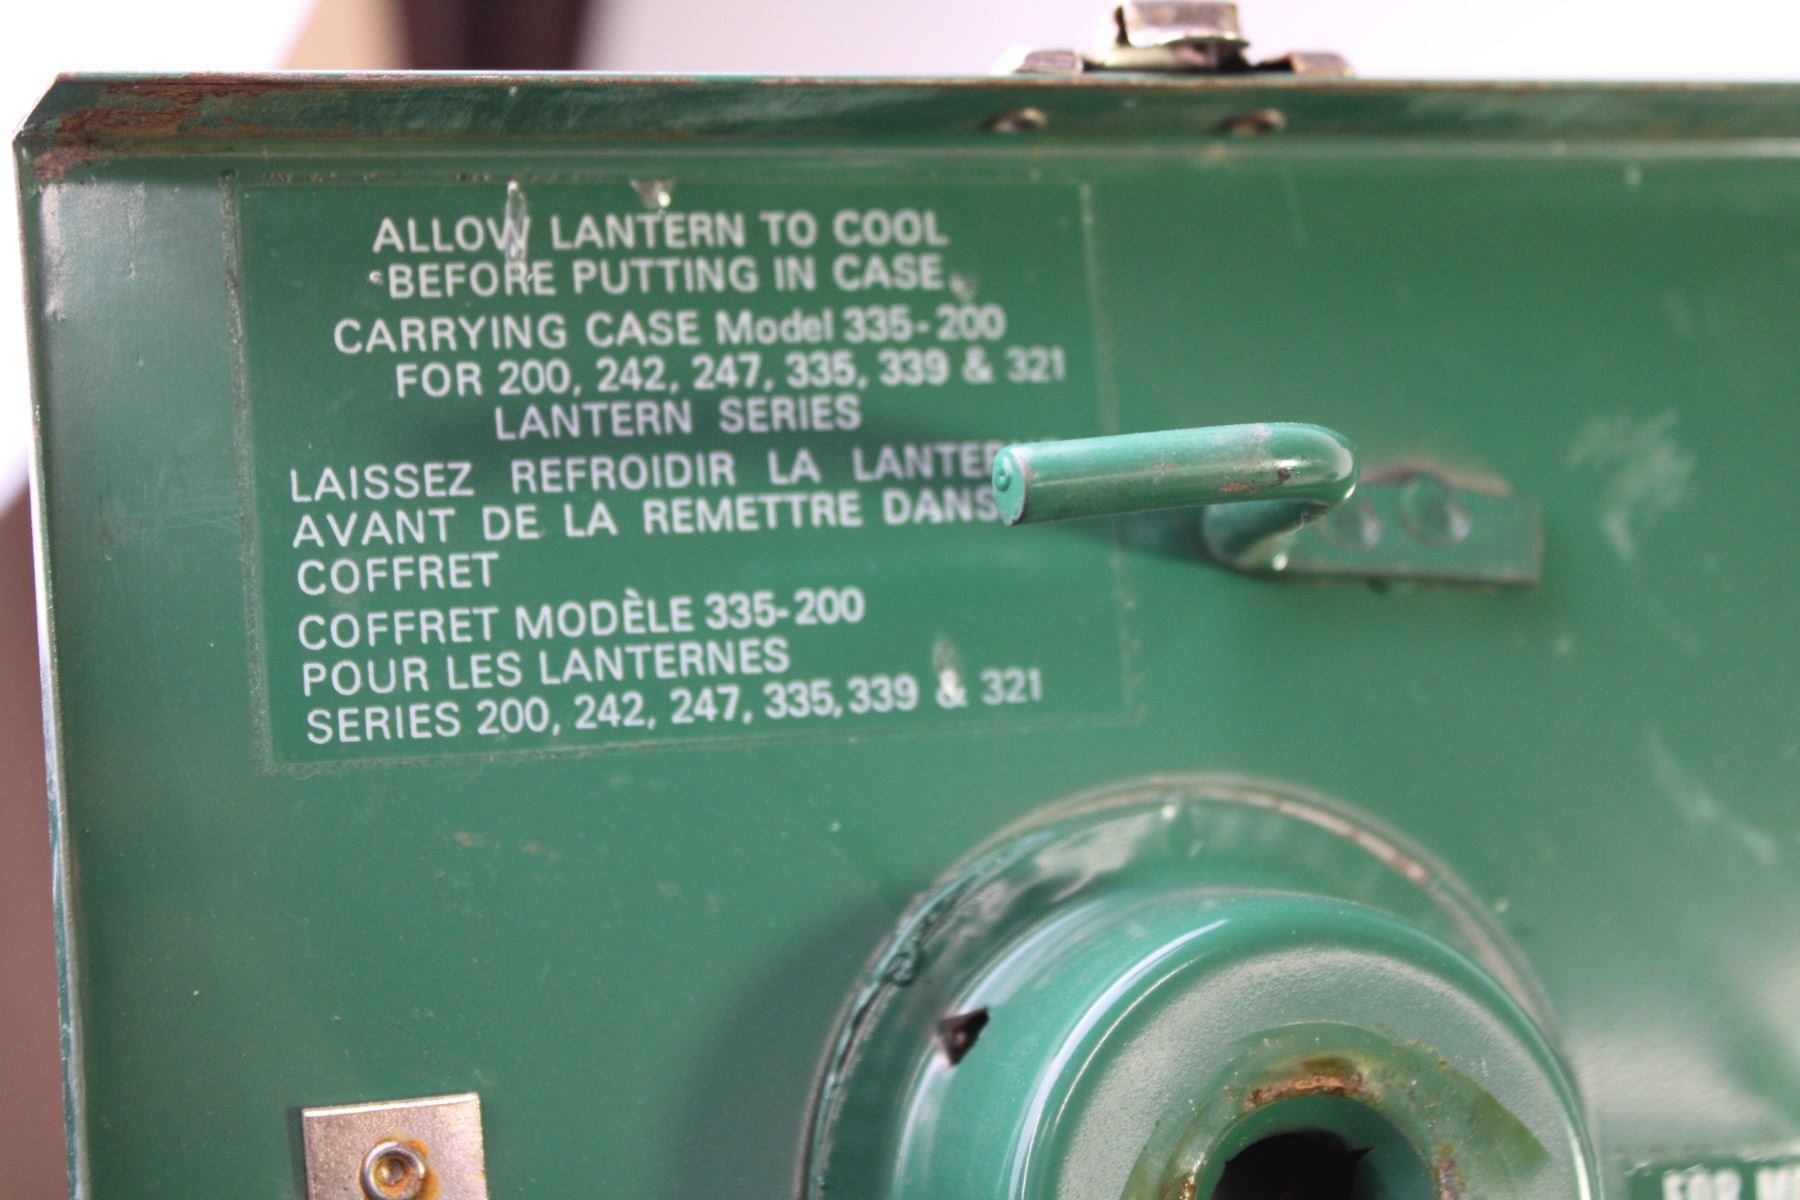 ALLOW LANTERN TO COOL
BEFORE PUTTING IN CASE
CARRYING CASE Model 335-200
FOR 200, 242, 247, 335, 339 & 321
LANTERN SERIES
LAISSEZ REFROIDIR LA
AVANT DE LA REMETTRE DANS
COFFRET
COFFRET MODÈLE 335-200
POUR LES LANTERNES
SERIES 200, 242, 247, 335, 339 & 321
FOR